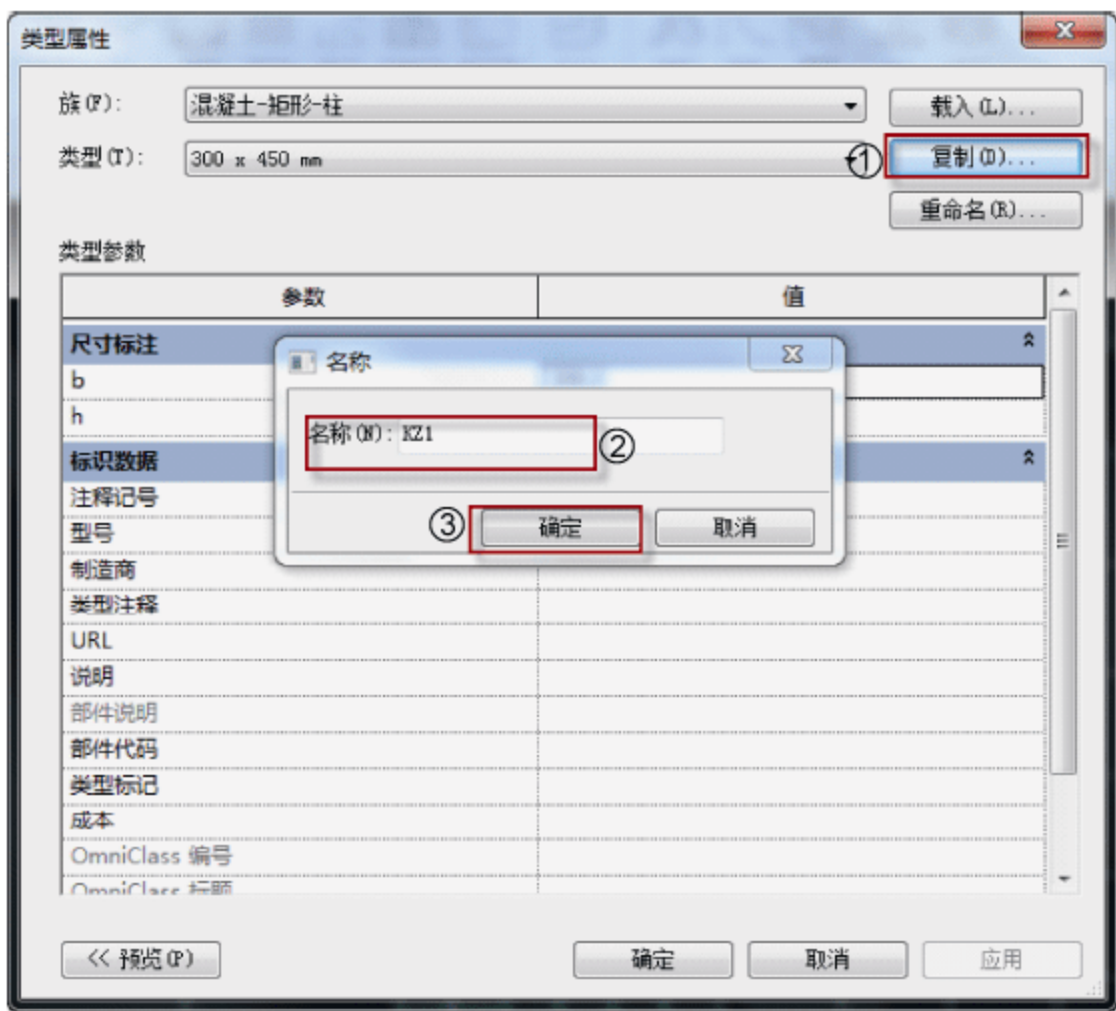 类型属性
族(F):
混凝土-矩形-柱
载入(L)...
类型(T):
300 x 450 mm
①
复制(D)...
重命名(R)...
类型参数
参数
值
尺寸标注
b
h
名称
名称(N): KZ1
②
③
确定
取消
标识数据
注释记号
型号
制造商
类型注释
URL
说明
部件说明
部件代码
类型标记
成本
OmniClass 编号
OmniClass 标题
<< 预览(P)
确定
取消
应用